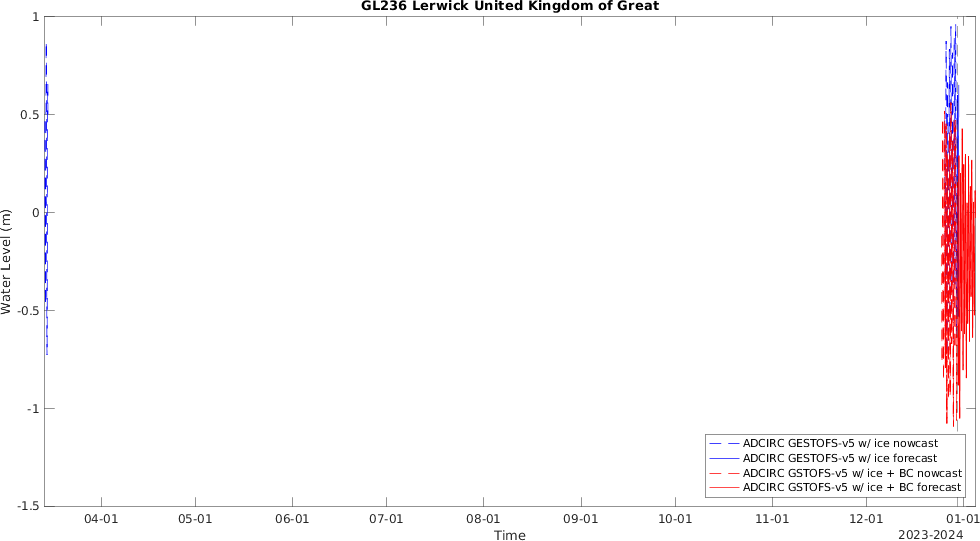 GL236 Lerwick United Kingdom of Great
1
0.5
0
-0.5
-1
-1.5
Water Level (m)
ADCIRC GESTOFS-v5 w/ ice nowcast
ADCIRC GESTOFS-v5 w/ ice forecast
ADCIRC GSTOFS-v5 w/ ice + BC nowcast
ADCIRC GSTOFS-v5 w/ ice + BC forecast
04-01 05-01 06-01 07-01 08-01 09-01 10-01 11-01 12-01 01-01
Time
2023-2024